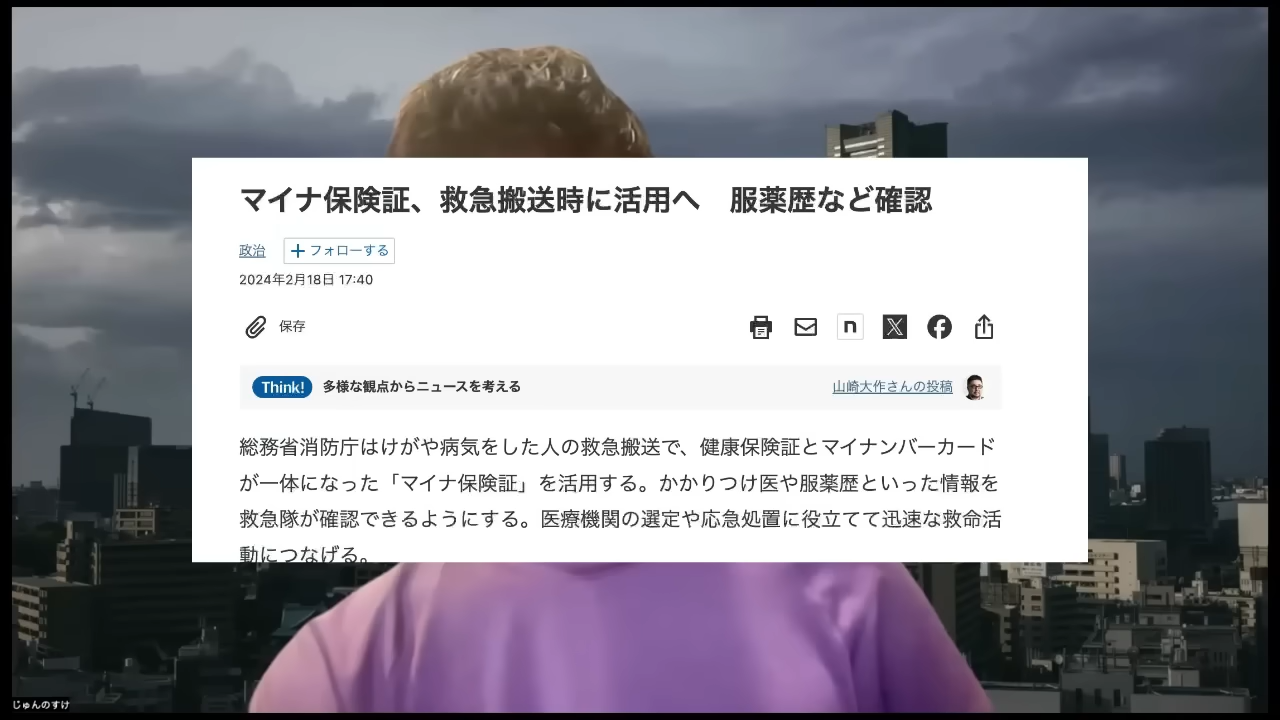 マイナ保険証、救急搬送時に活用へ　服薬歴など確認
政治 ＋フォローする
2024年2月18日 17:40
保存
Think! 多様な観点からニュースを考える 山崎大作さんの投稿
総務省消防庁はけがや病気をした人の救急搬送で、健康保険証とマイナンバーカード
が一体になった「マイナ保険証」を活用する。かかりつけ医や服薬歴といった情報を
救急隊が確認できるようにする。医療機関の選定や応急処置に役立てて迅速な救命活
動につなげる。
じゅんのすけ